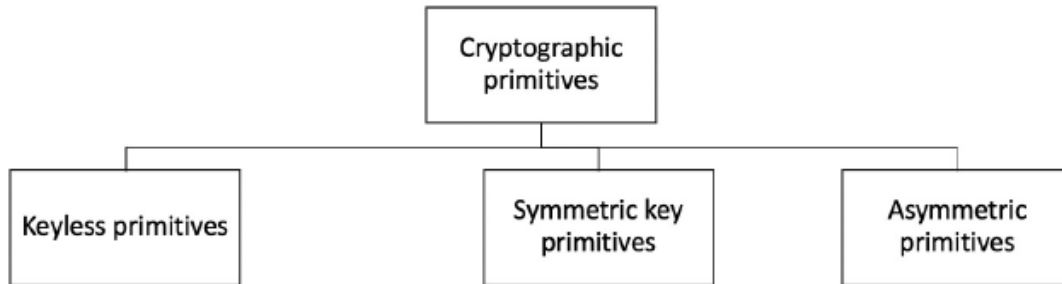 Cryptographic
primitives
Keyless primitives
Symmetric key
primitives
Asymmetric
primitives